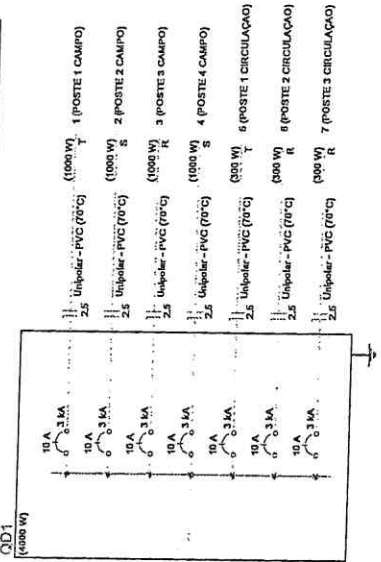 QD1
(4000 W)
10 A 3 kA 2.5 Unipolar - PVC (70°C) (1000 W) T 1 (POSTE 1 CAMPO)
10 A 3 kA 2.5 Unipolar - PVC (70°C) (1000 W) S 2 (POSTE 2 CAMPO)
10 A 3 kA 2.5 Unipolar - PVC (70°C) (1000 W) R 3 (POSTE 3 CAMPO)
10 A 3 kA 2.5 Unipolar - PVC (70°C) (1000 W) S 4 (POSTE 4 CAMPO)
10 A 3 kA 2.5 Unipolar - PVC (70°C) (300 W) T (POSTE 1 CIRCULAÇAO)
10 A 3 kA 2.5 Unipolar - PVC (70°C) (300 W) R 6 (POSTE 2 CIRCULAÇAO)
10 A 3 kA 2.5 Unipolar - PVC (70°C) (300 W) R 7 (POSTE 3 CIRCULAÇAO)